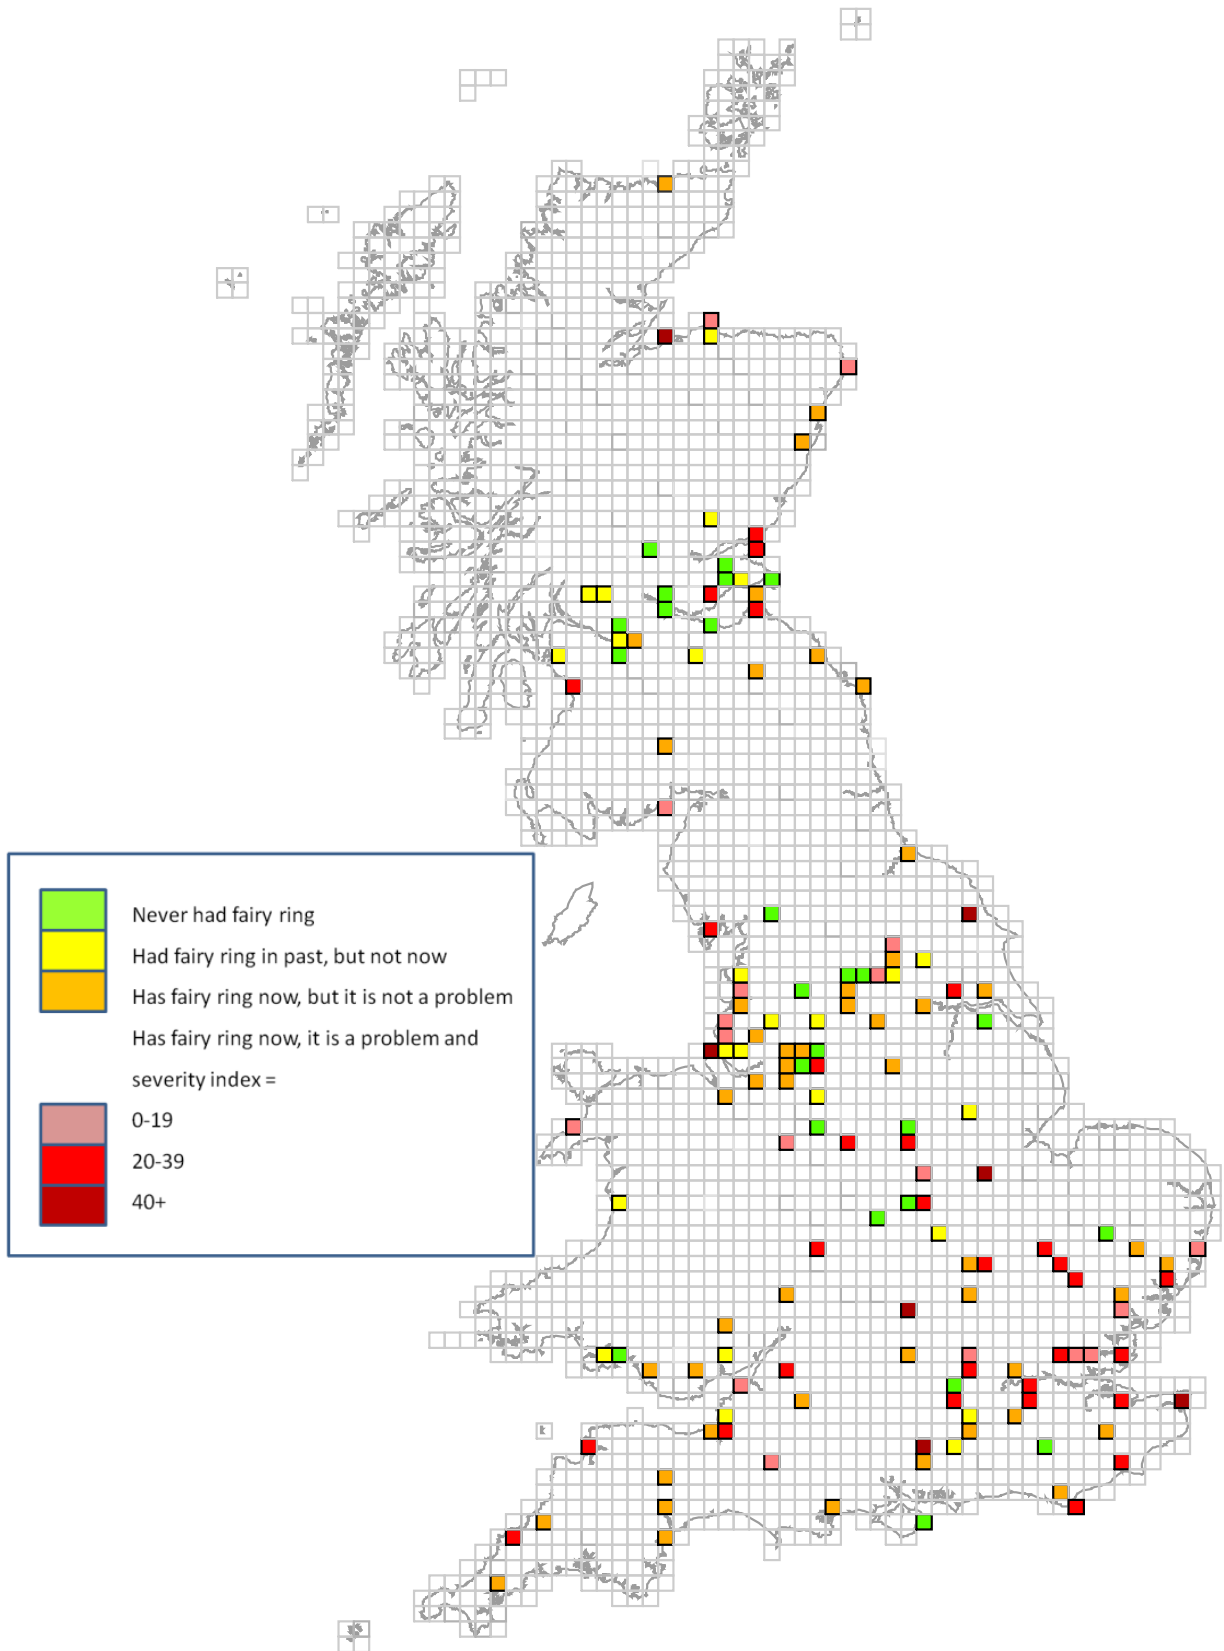 Never had fairy ring
Had fairy ring in past, but not now
Has fairy ring now, but it is not a problem
Has fairy ring now, it is a problem and
severity index =
0-19
20-39
40+